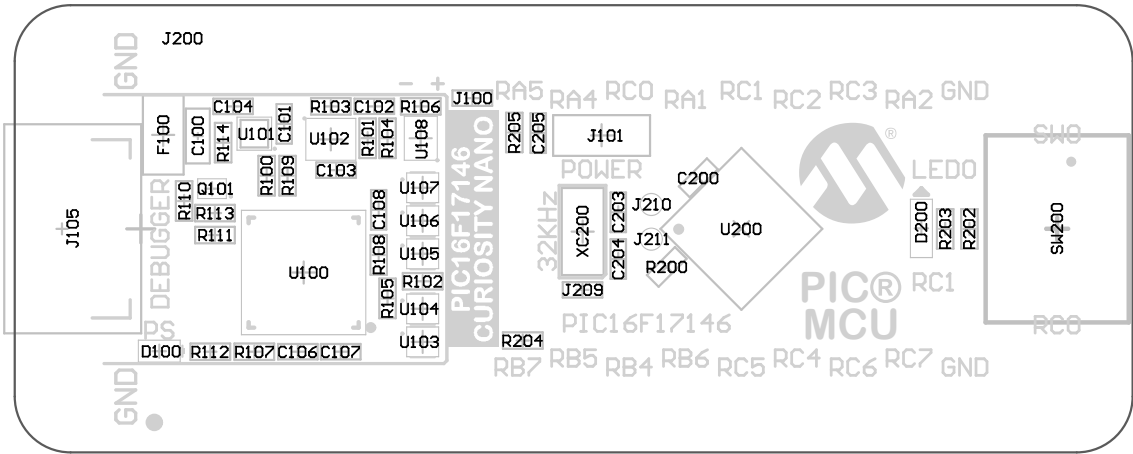 GND
J200
- +
J100
RA5
RA4
RC0
RA1
RC1
RC2
RC3
RA2
GND
C104
C101
R103
C102
R106
F100
C100
R114
U101
U102
R101
R104
U108
R205
C205
J101
®
SW0
R100
R109
C103
POWER
C200
LED0
R110
Q101
R113
R111
C108
U107
U106
U105
R108
R102
R105
U104
U103
U100
J105
DEBUGGER
PIC16F17146
CURIOSITY NANO
32KHz
XC200
C203
C204
J210
J211
R200
U200
D200
R203
R202
SW200
J209
RC1
PIC®
MCU
PIC16F17146
PS
D100
R112
R107
C106
C107
R204
RC0
RB7
RB5
RB4
RB6
RC5
RC4
RC6
RC7
GND
GND